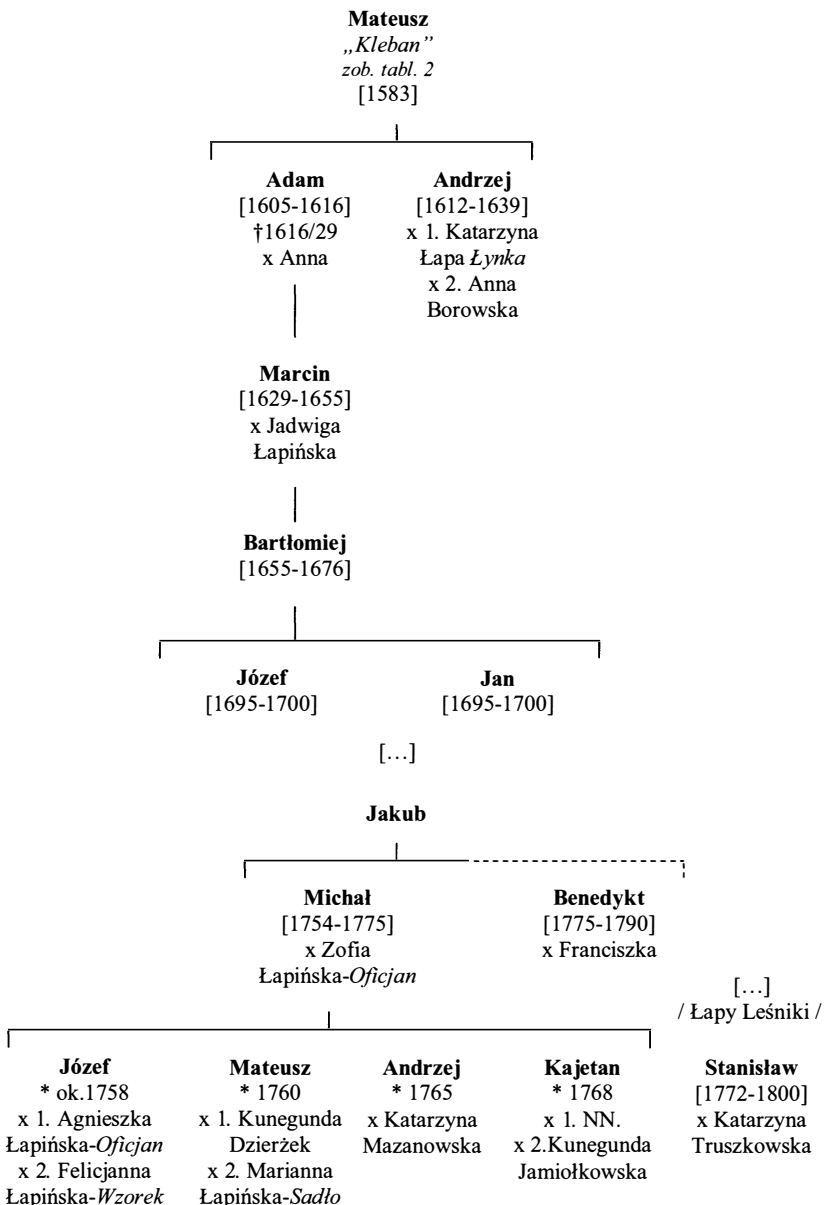 Mateusz
„Kleban”
zob. tabl. 2
[1583]
Adam
[1605-1616]
†1616/29
x Anna
Andrzej
[1612-1639]
x 1. Katarzyna
Łapa Łynka
x 2. Anna
Borowska
Marcin
[1629-1655]
x Jadwiga
Łapińska
Bartłomiej
[1655-1676]
Józef
[1695-1700]
Jan
[1695-1700]
[…]
Jakub
Michał
[1754-1775]
x Zofia
Łapińska-Oficjan
Benedykt
[1775-1790]
x Franciszka
[…]
/ Łapy Leśniki /
Józef
* ok.1758
x 1. Agnieszka
Łapińska-Oficjan
x 2. Felicjanna
Łapińska-Wzorek
Mateusz
* 1760
x 1. Kunegunda
Dzierżek
x 2. Marianna
Łapińska-Sadło
Andrzej
* 1765
x Katarzyna
Mazanowska
Kajetan
* 1768
x 1. NN.
x 2.Kunegunda
Jamiołkowska
Stanisław
[1772-1800]
x Katarzyna
Truszkowska